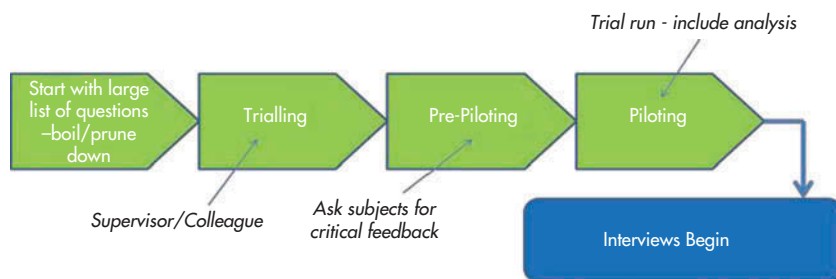 Trial run - include analysis
Start with large
list of questions
–boil/prune
down
Trialling
Pre-Piloting
Piloting
Supervisor/Colleague
Ask subjects for
critical feedback
Interviews Begin